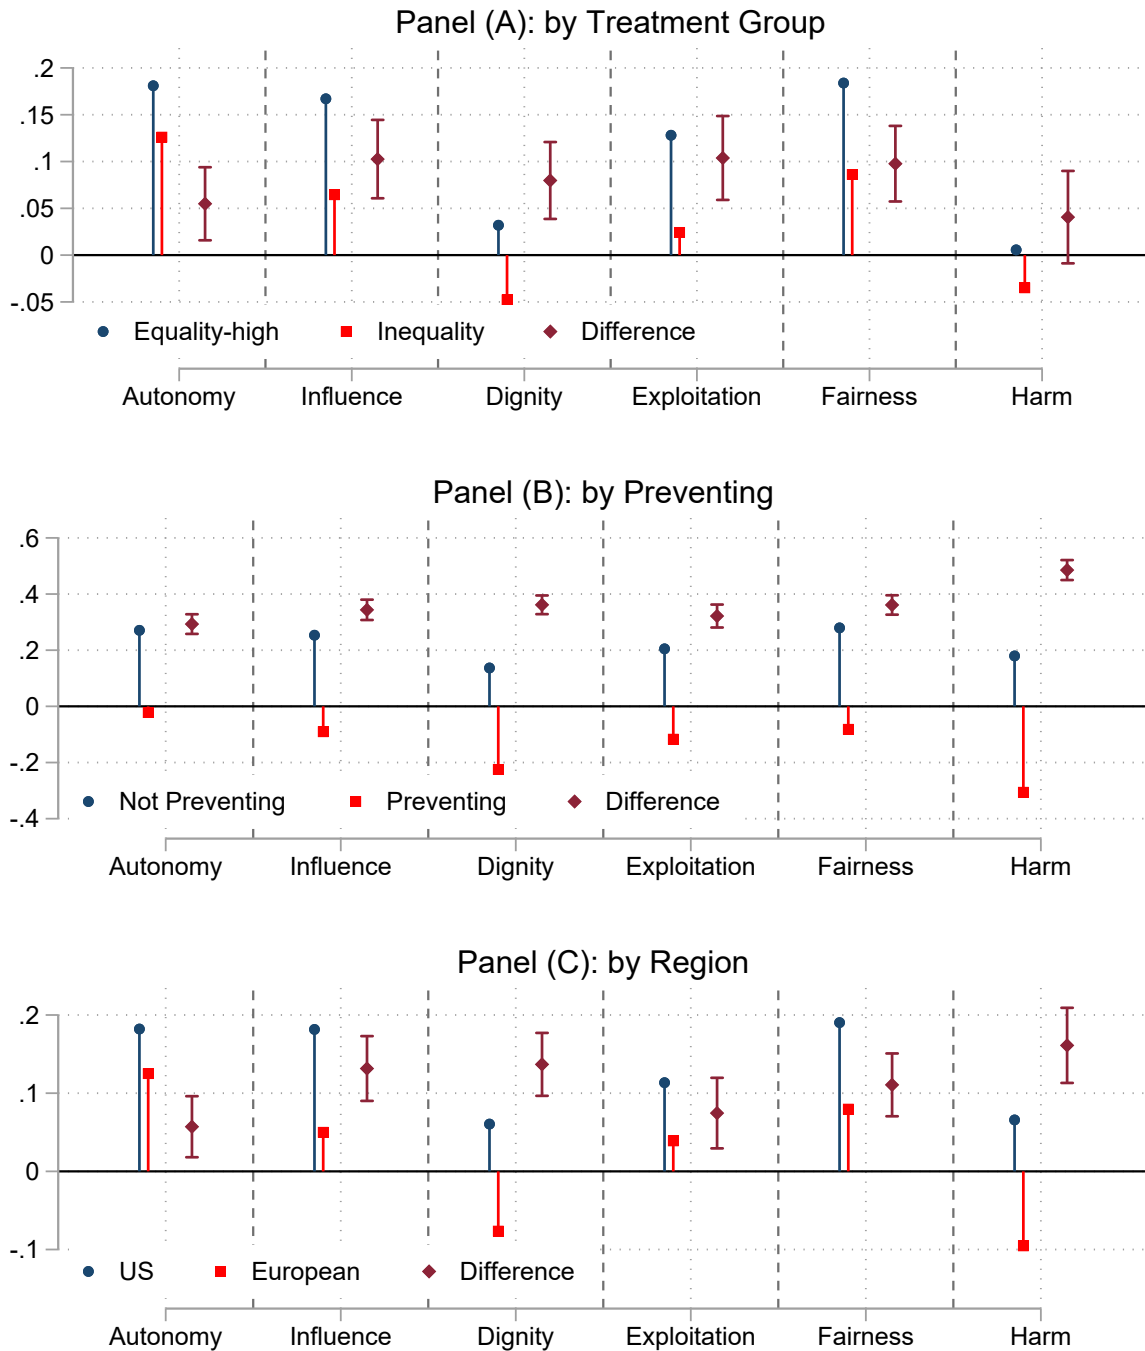 Panel (A): by Treatment Group
.2
.15
.1
.05
0
-.05
Equality-high Inequality Difference
Autonomy Influence Dignity Exploitation Fairness Harm
Panel (B): by Preventing
.6
.4
.2
0
-.2
-.4
Not Preventing Preventing Difference
Autonomy Influence Dignity Exploitation Fairness Harm
Panel (C): by Region
.2
.1
0
-.1
US European Difference
Autonomy Influence Dignity Exploitation Fairness Harm